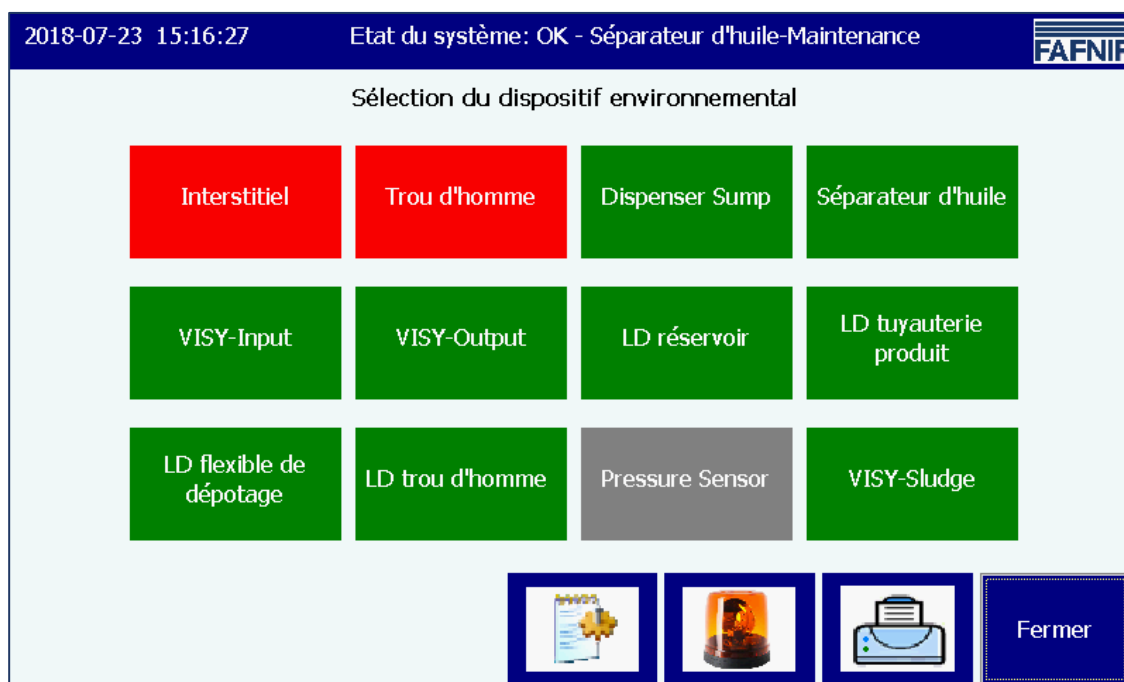 2018-07-23 15:16:27
Etat du système: OK - Séparateur d'huile-Maintenance
FAFNIR
Sélection du dispositif environnemental
Interstitiel
Trou d'homme
Dispenser Sump
Séparateur d'huile
VISY-Input
VISY-Output
LD réservoir
LD tuyauterie
produit
LD flexible de
dépotage
LD trou d'homme
Pressure Sensor
VISY-Sludge
Fermer